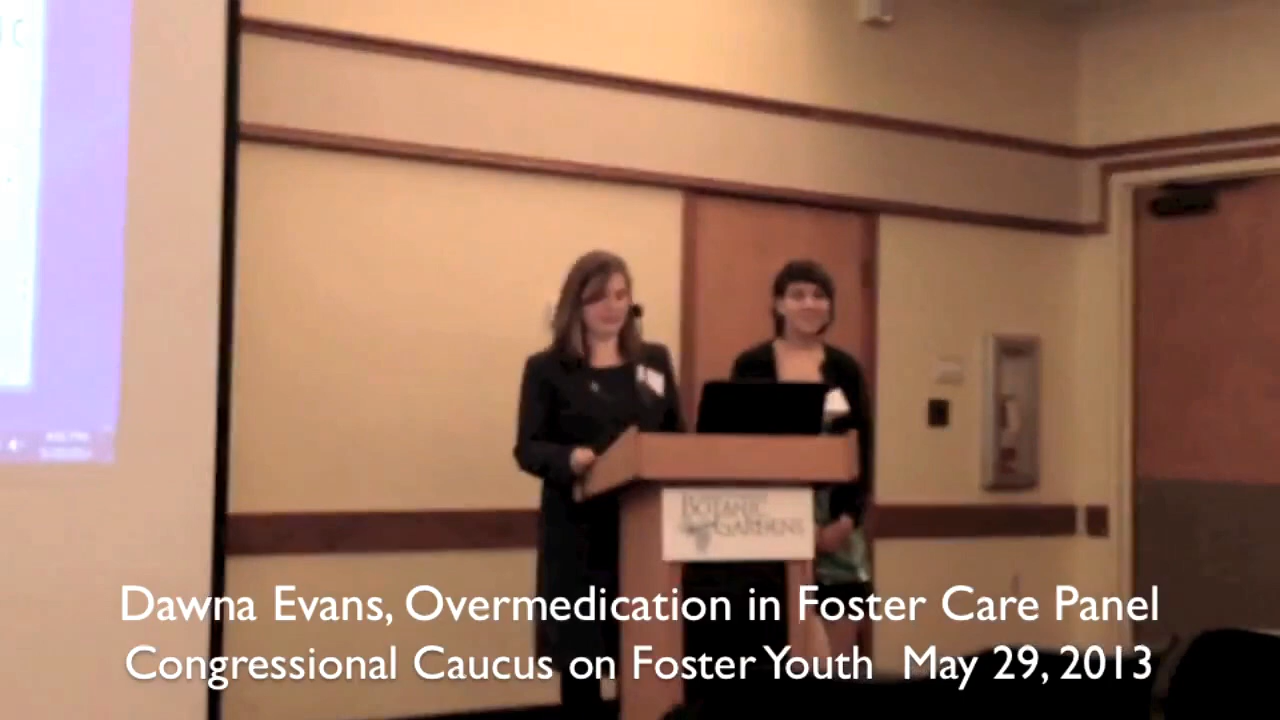 BOTANIC
GARDENS
Dawna Evans, Overmedication in Foster Care Panel
Congressional Caucus on Foster Youth May 29, 2013